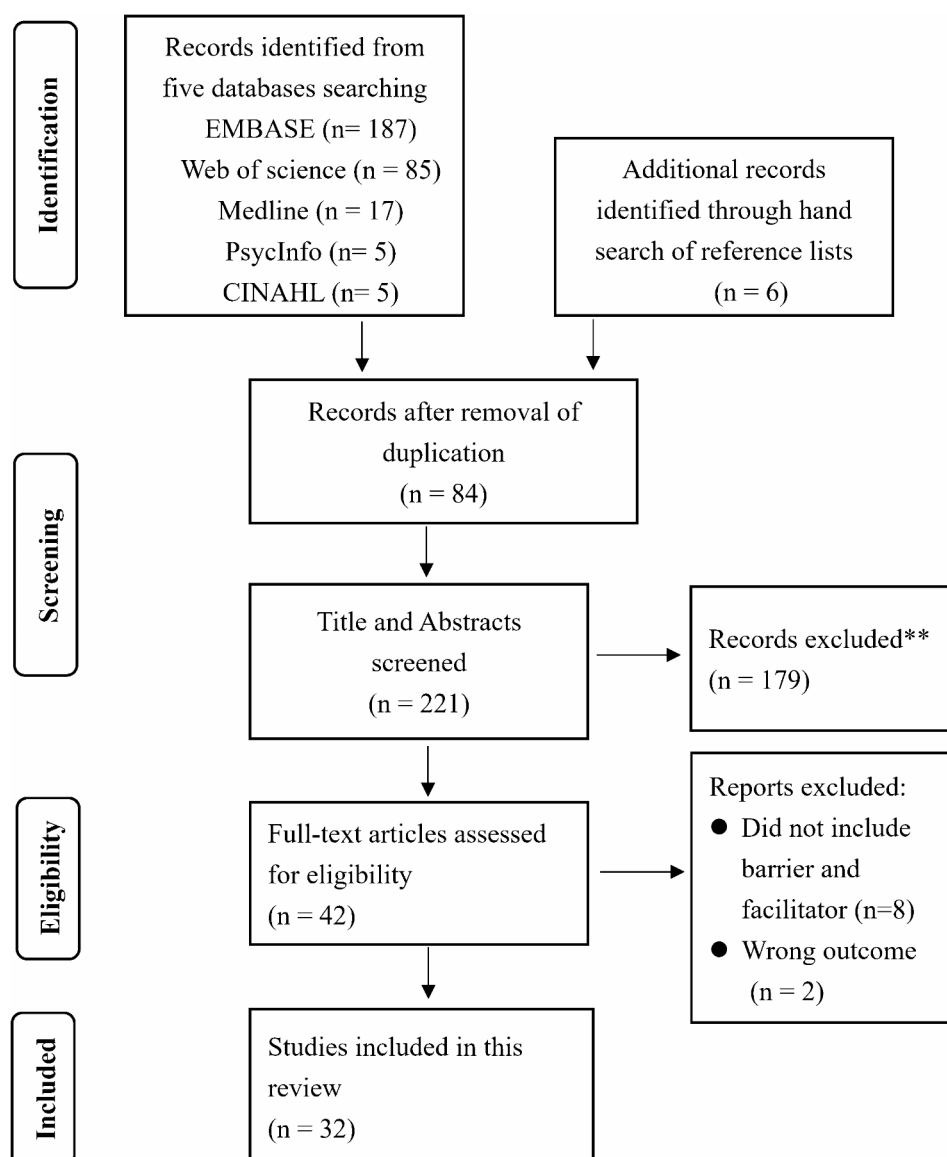 Identification
Records identified from
five databases searching
EMBASE (n= 187)
Web of science (n = 85)
Medline (n = 17)
PsycInfo (n= 5)
CINAHL (n= 5)
Additional records
identified through hand
search of reference lists
(n = 6)
Screening
Records after removal of
duplication
(n = 84)
Title and Abstracts
screened
(n = 221)
Records excluded**
(n = 179)
Eligibility
Full-text articles assessed
for eligibility
(n = 42)
Reports excluded:
● Did not include
barrier and
facilitator (n=8)
● Wrong outcome
(n = 2)
Included
Studies included in this
review
(n = 32)